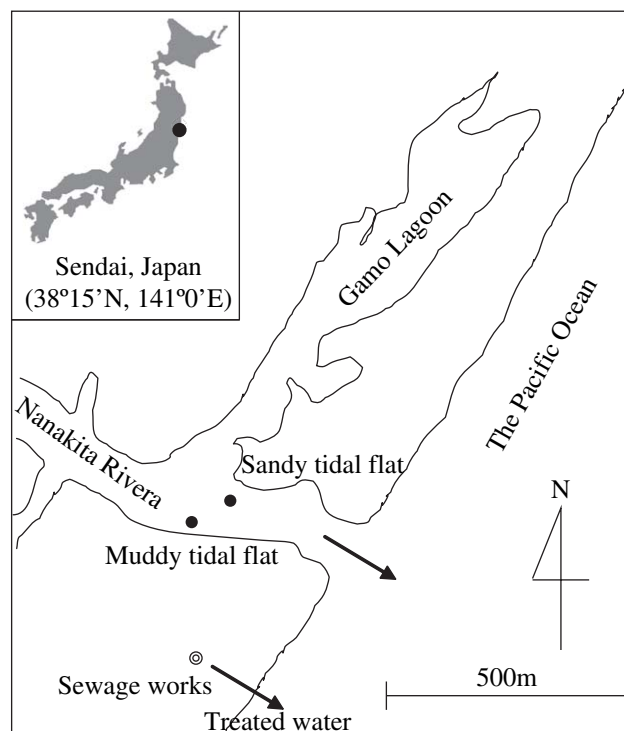 Sendai, Japan
(38º15'N, 141º0'E)
Gamo Lagoon
The Pacific Ocean
Nanakita Rivera
Sandy tidal flat
N
Muddy tidal flat
Sewage works
500m
Treated water